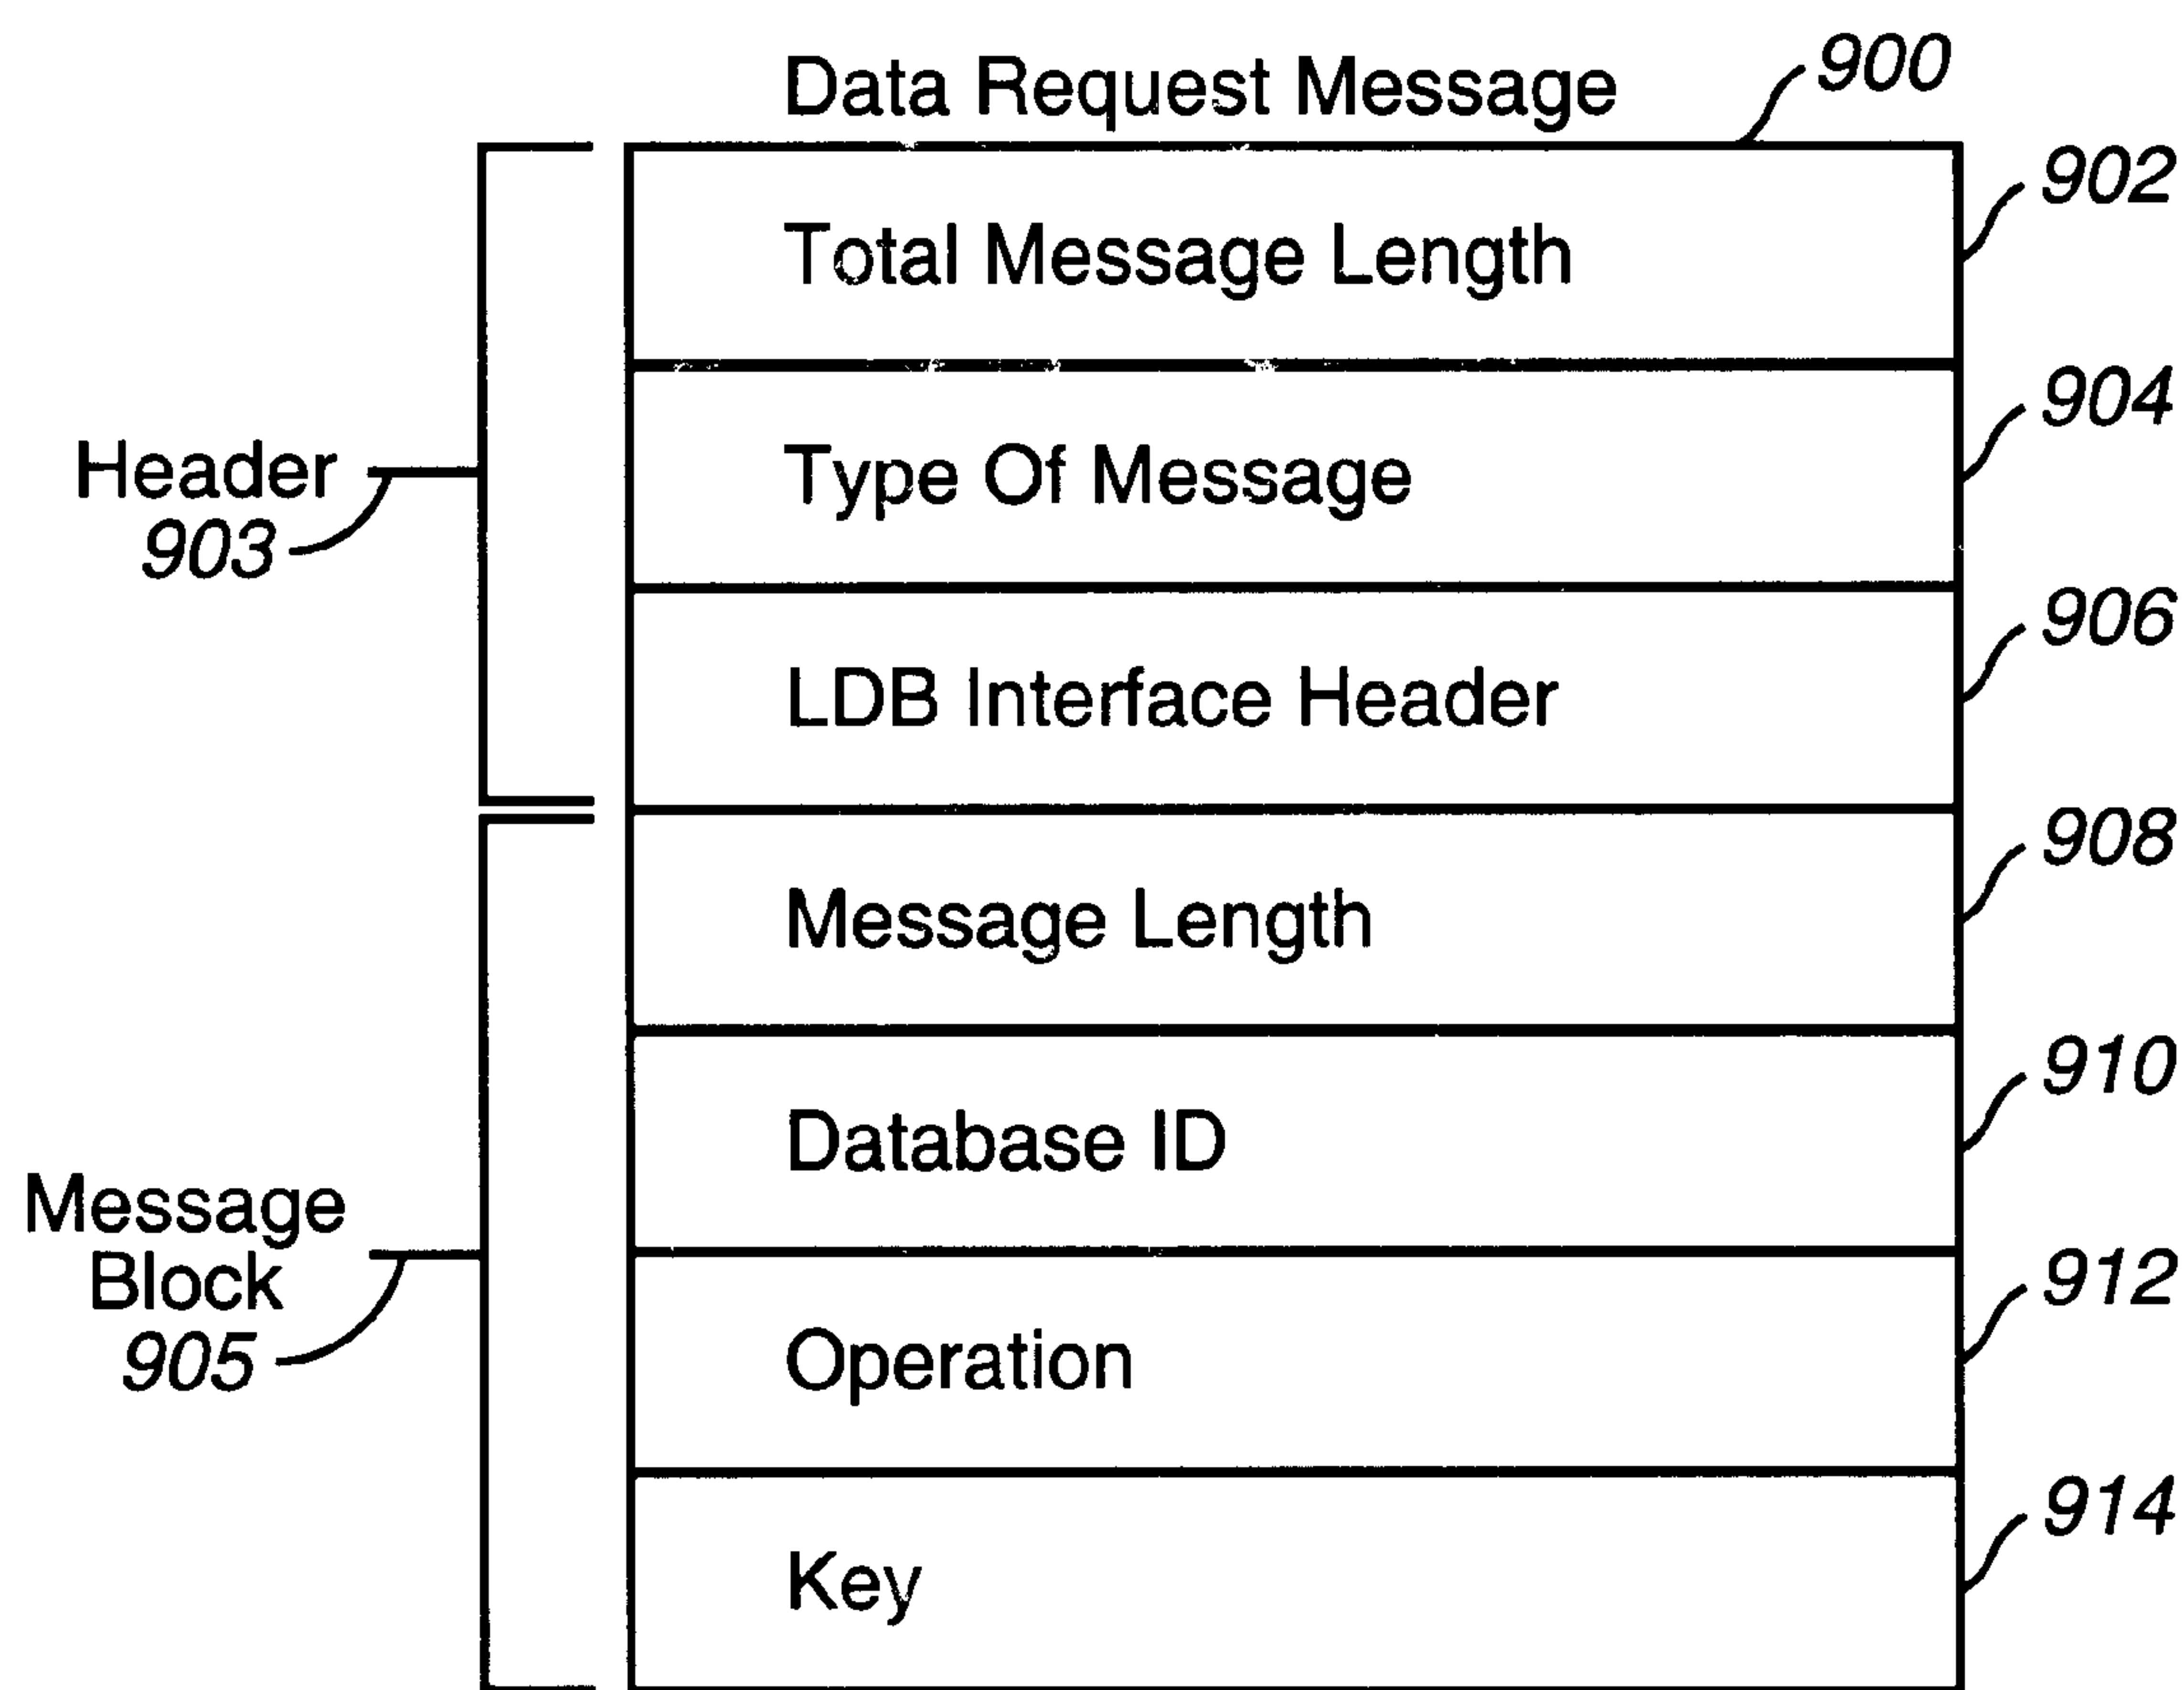 Data Request Message
900
Total Message Length
902
Type Of Message
904
Header
903
LDB Interface Header
906
Message Length
908
Database ID
910
Message
Block
905
Operation
912
Key
914